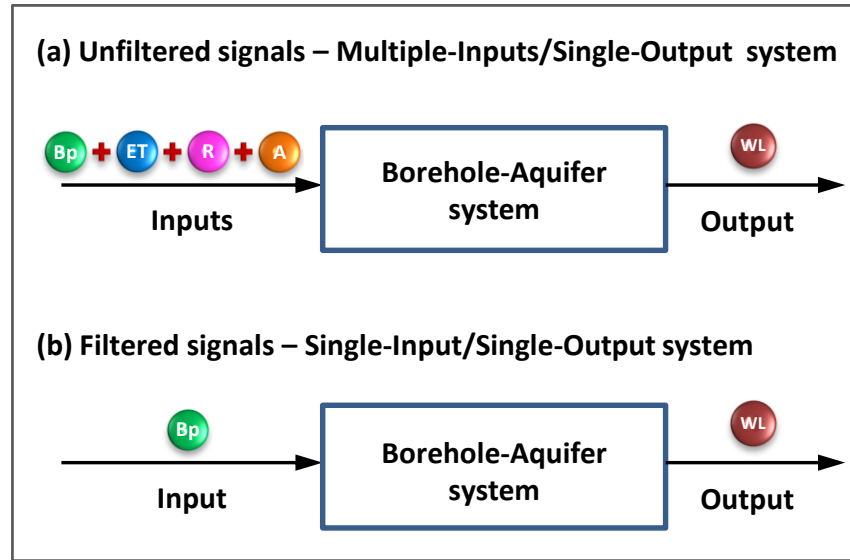 (a) Unfiltered signals – Multiple-Inputs/Single-Output system
Bp + ET + R + A
WL
Borehole-Aquifer
system
Inputs
Output
(b) Filtered signals – Single-Input/Single-Output system
Bp
WL
Borehole-Aquifer
system
Input
Output